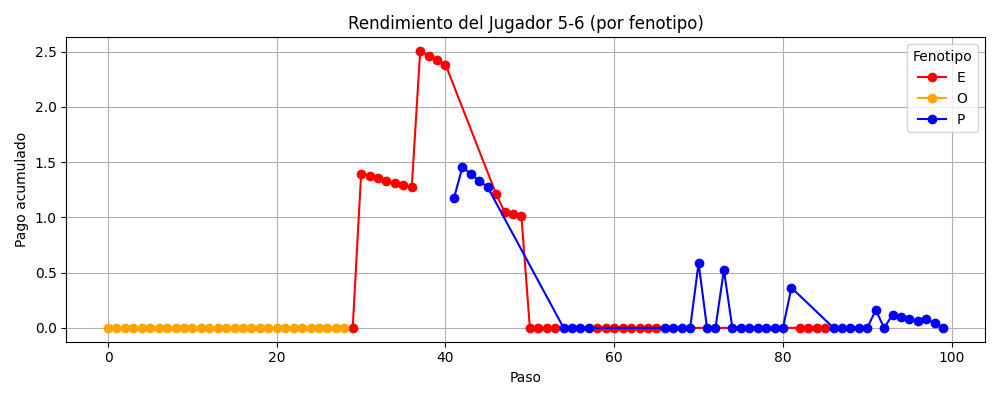 Rendimiento del Jugador 5-6 (por fenotipo)
Pago acumulado
2.5
2.0
1.5
1.0
0.5
0.0
Fenotipo
E
O
P
0 20 40 60 80 100
Paso